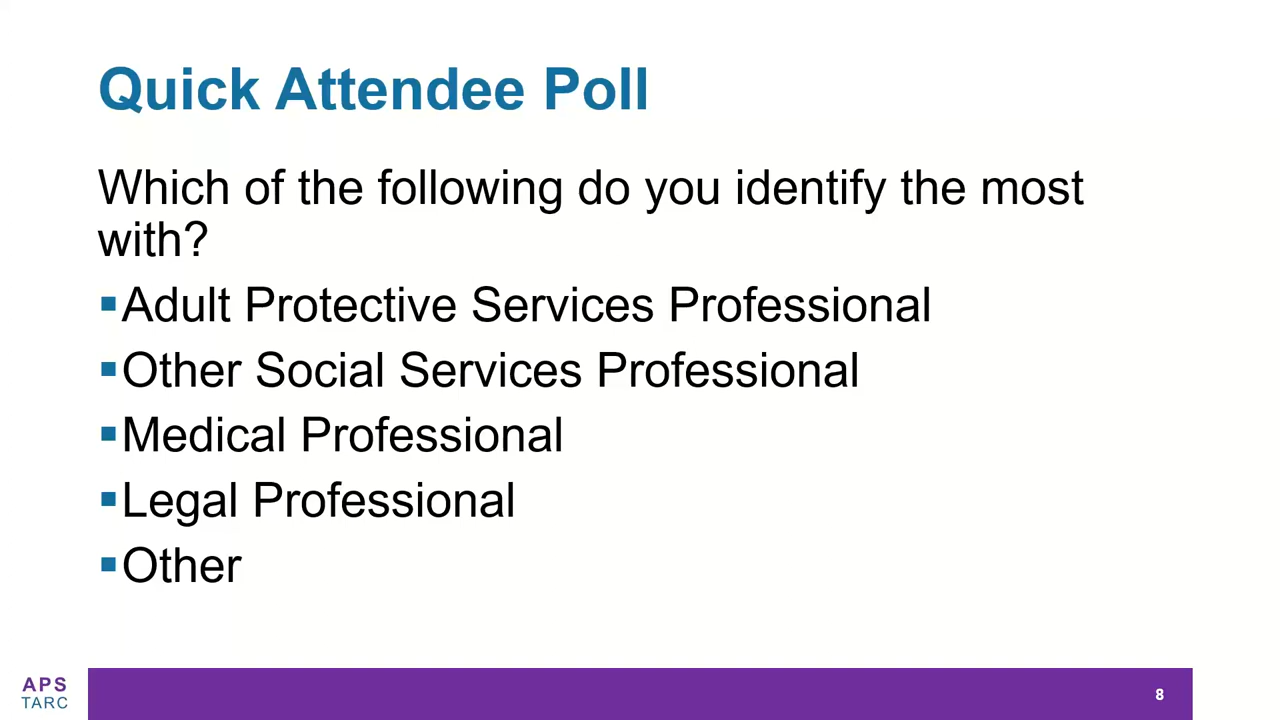 Quick Attendee Poll
Which of the following do you identify the most
with?
▪Adult Protective Services Professional
▪Other Social Services Professional
▪Medical Professional
▪Legal Professional
▪Other
APS
TARC
8